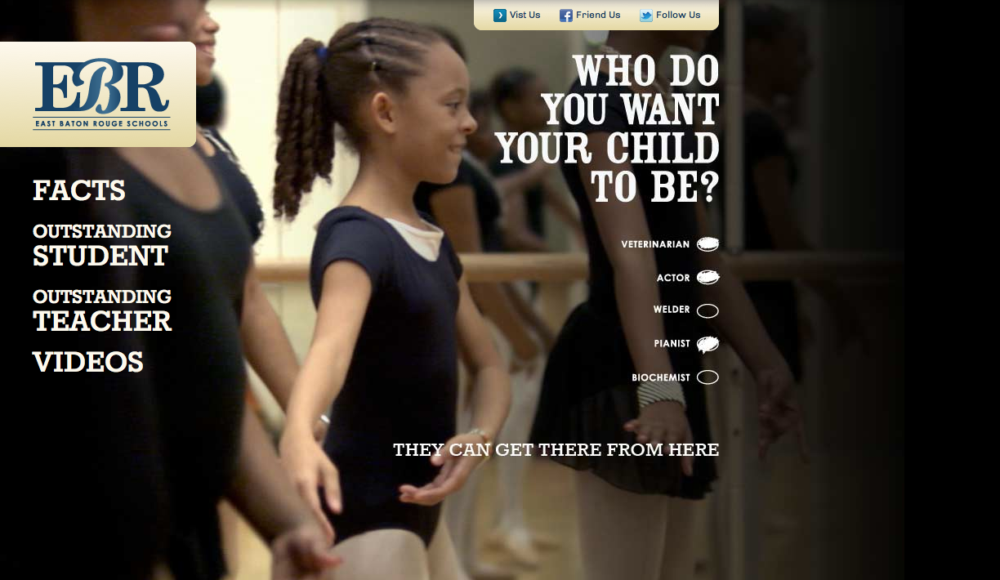 Vist Us
Friend Us
Follow Us
EBR
EAST BATON ROUGE SCHOOLS
FACTS
OUTSTANDING
STUDENT
OUTSTANDING
TEACHER
VIDEOS
WHO DO
YOU WANT
YOUR CHILD
TO BE?
VETERINARIAN
ACTOR
WELDER
PIANIST
BIOCHEMIST
THEY CAN GET THERE FROM HERE